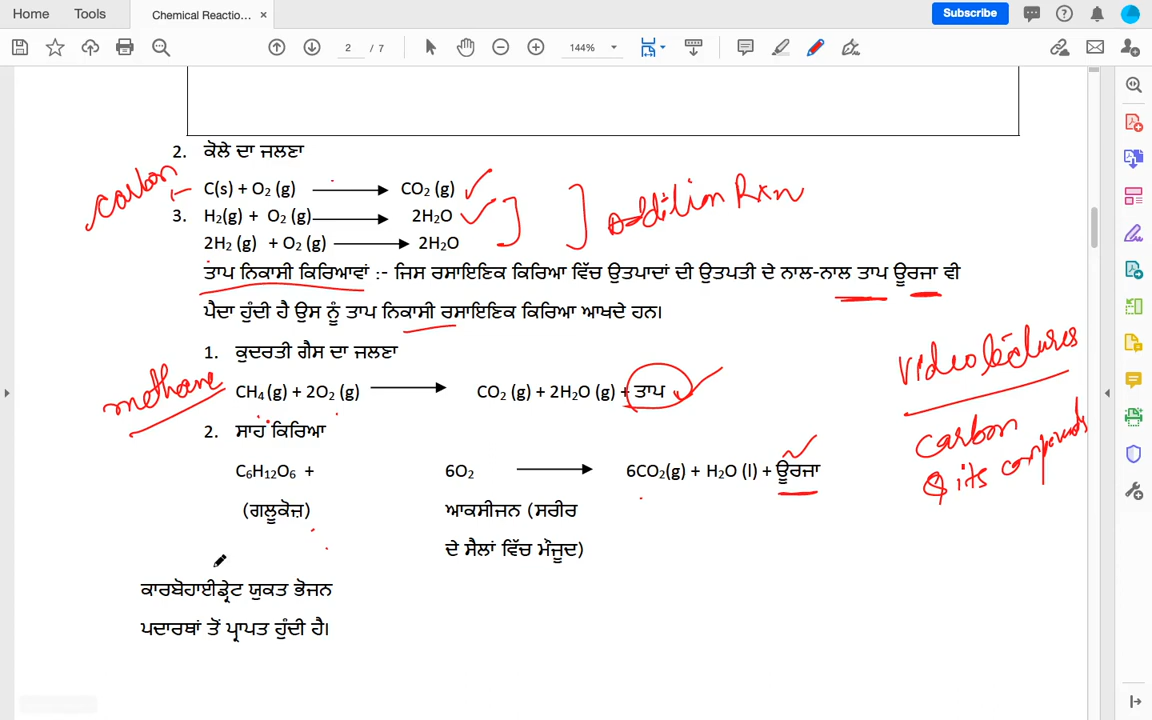 Home Tools Chemical Reactio... × Subscribe
2 / 7 144%
2. ਕੋਲੇ ਦਾ ਜਲਣਾ
carbon
C(s) + O₂ (g) ⟶ CO₂ (g)
3. H₂(g) + O₂ (g) ⟶ 2H₂O
Addition Rxn
2H₂ (g) + O₂ (g) ⟶ 2H₂O
ਤਾਪ ਨਿਕਾਸੀ ਕਿਰਿਆਵਾਂ :- ਜਿਸ ਰਸਾਇਣਿਕ ਕਿਰਿਆ ਵਿੱਚ ਉਤਪਾਦਾਂ ਦੀ ਉਤਪਤੀ ਦੇ ਨਾਲ-ਨਾਲ ਤਾਪ ਊਰਜਾ ਵੀ
ਪੈਦਾ ਹੁੰਦੀ ਹੈ ਉਸ ਨੂੰ ਤਾਪ ਨਿਕਾਸੀ ਰਸਾਇਣਿਕ ਕਿਰਿਆ ਆਖਦੇ ਹਨ।
1. ਕੁਦਰਤੀ ਗੈਸ ਦਾ ਜਲਣਾ
video lectures
methane
CH₄ (g) + 2O₂ (g) ⟶ CO₂ (g) + 2H₂O (g) + ਤਾਪ
2. ਸਾਹ ਕਿਰਿਆ
carbon
& its compounds
C₆H₁₂O₆ + 6O₂ ⟶ 6CO₂(g) + H₂O (l) + ਊਰਜਾ
(ਗਲੂਕੋਜ਼) ਆਕਸੀਜਨ (ਸਰੀਰ
ਦੇ ਸੈਲਾਂ ਵਿੱਚ ਮੌਜੂਦ)
ਕਾਰਬੋਹਾਈਡ੍ਰੇਟ ਯੁਕਤ ਭੋਜਨ
ਪਦਾਰਥਾਂ ਤੋਂ ਪ੍ਰਾਪਤ ਹੁੰਦੀ ਹੈ।